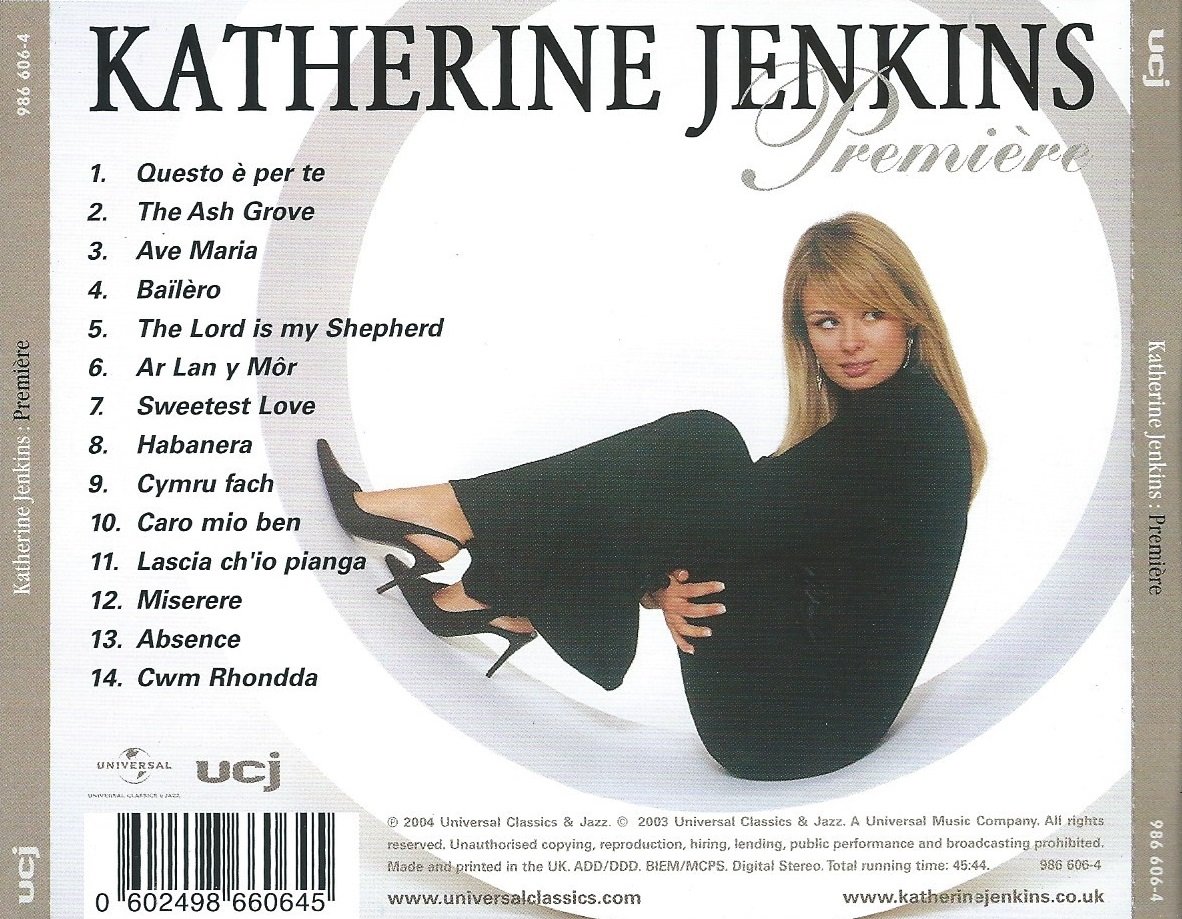 KATHERINE JENKINS
Première
1. Questo è per te
2. The Ash Grove
3. Ave Maria
4. Baïlèro
5. The Lord is my Shepherd
6. Ar Lan y Môr
7. Sweetest Love
8. Habanera
9. Cymru fach
10. Caro mio ben
11. Lascia ch'io pianga
12. Miserere
13. Absence
14. Cwm Rhondda
UNIVERSAL
UNIVERSAL CLASSICS & JAZZ
ucj
0 602498 660645
℗ 2004 Universal Classics & Jazz. © 2003 Universal Classics & Jazz. A Universal Music Company. All rights
reserved. Unauthorised copying, reproduction, hiring, lending, public performance and broadcasting prohibited.
Made and printed in the UK. ADD/DDD. BIEM/MCPS. Digital Stereo. Total running time: 45:44. 986 606-4
www.universalclassics.com
www.katherinejenkins.co.uk
986 606-4
Katherine Jenkins : Première
ucj
ucj
Katherine Jenkins : Première
986 606-4